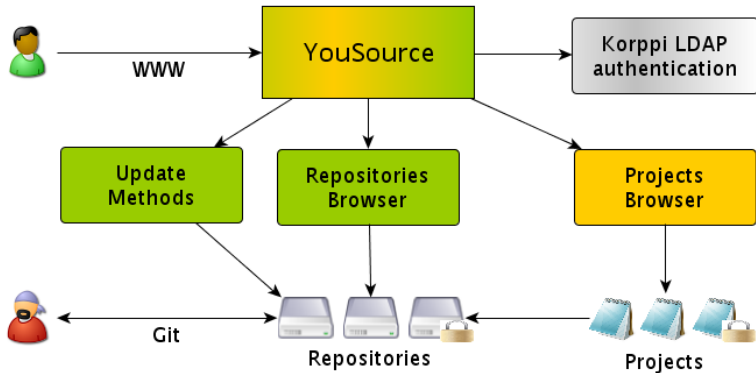 YouSource
Korppi LDAP
authentication
WWW
Update
Methods
Repositories
Browser
Projects
Browser
Git
Repositories
Projects